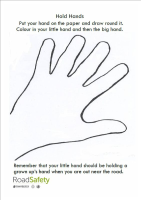 Hold Hands
Put your hand on the paper and draw round it.
Colour in your little hand and then the big hand.
Remember that your little hand should be holding a
grown up's hand when you are out near the road.
RoadSafety